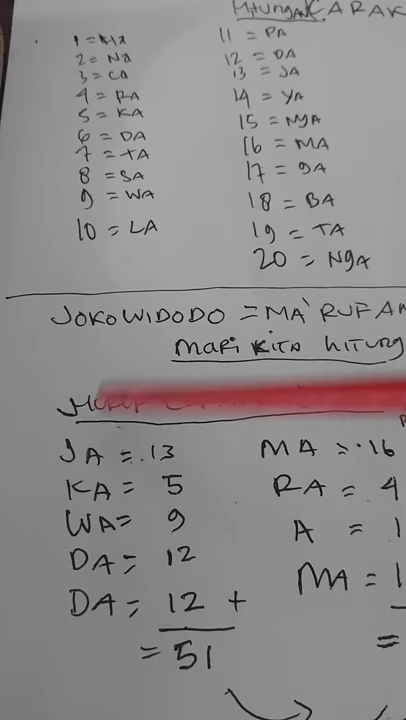 HITUNGAN CARAK
1 = HA
2 = NA
3 = CA
4 = RA
5 = KA
6 = DA
7 = TA
8 = SA
9 = WA
10 = LA
11 = PA
12 = DA
13 = JA
14 = YA
15 = NYA
16 = MA
17 = GA
18 = BA
19 = TA
20 = NGA
JOKOWIDODO = MA'RUF AM
MARI KITA HITUNG
JA = 13
KA = 5
WA = 9
DA = 12
DA = 12 +
= 51
MA = 16
RA = 4
A = 1
MA = 1
=